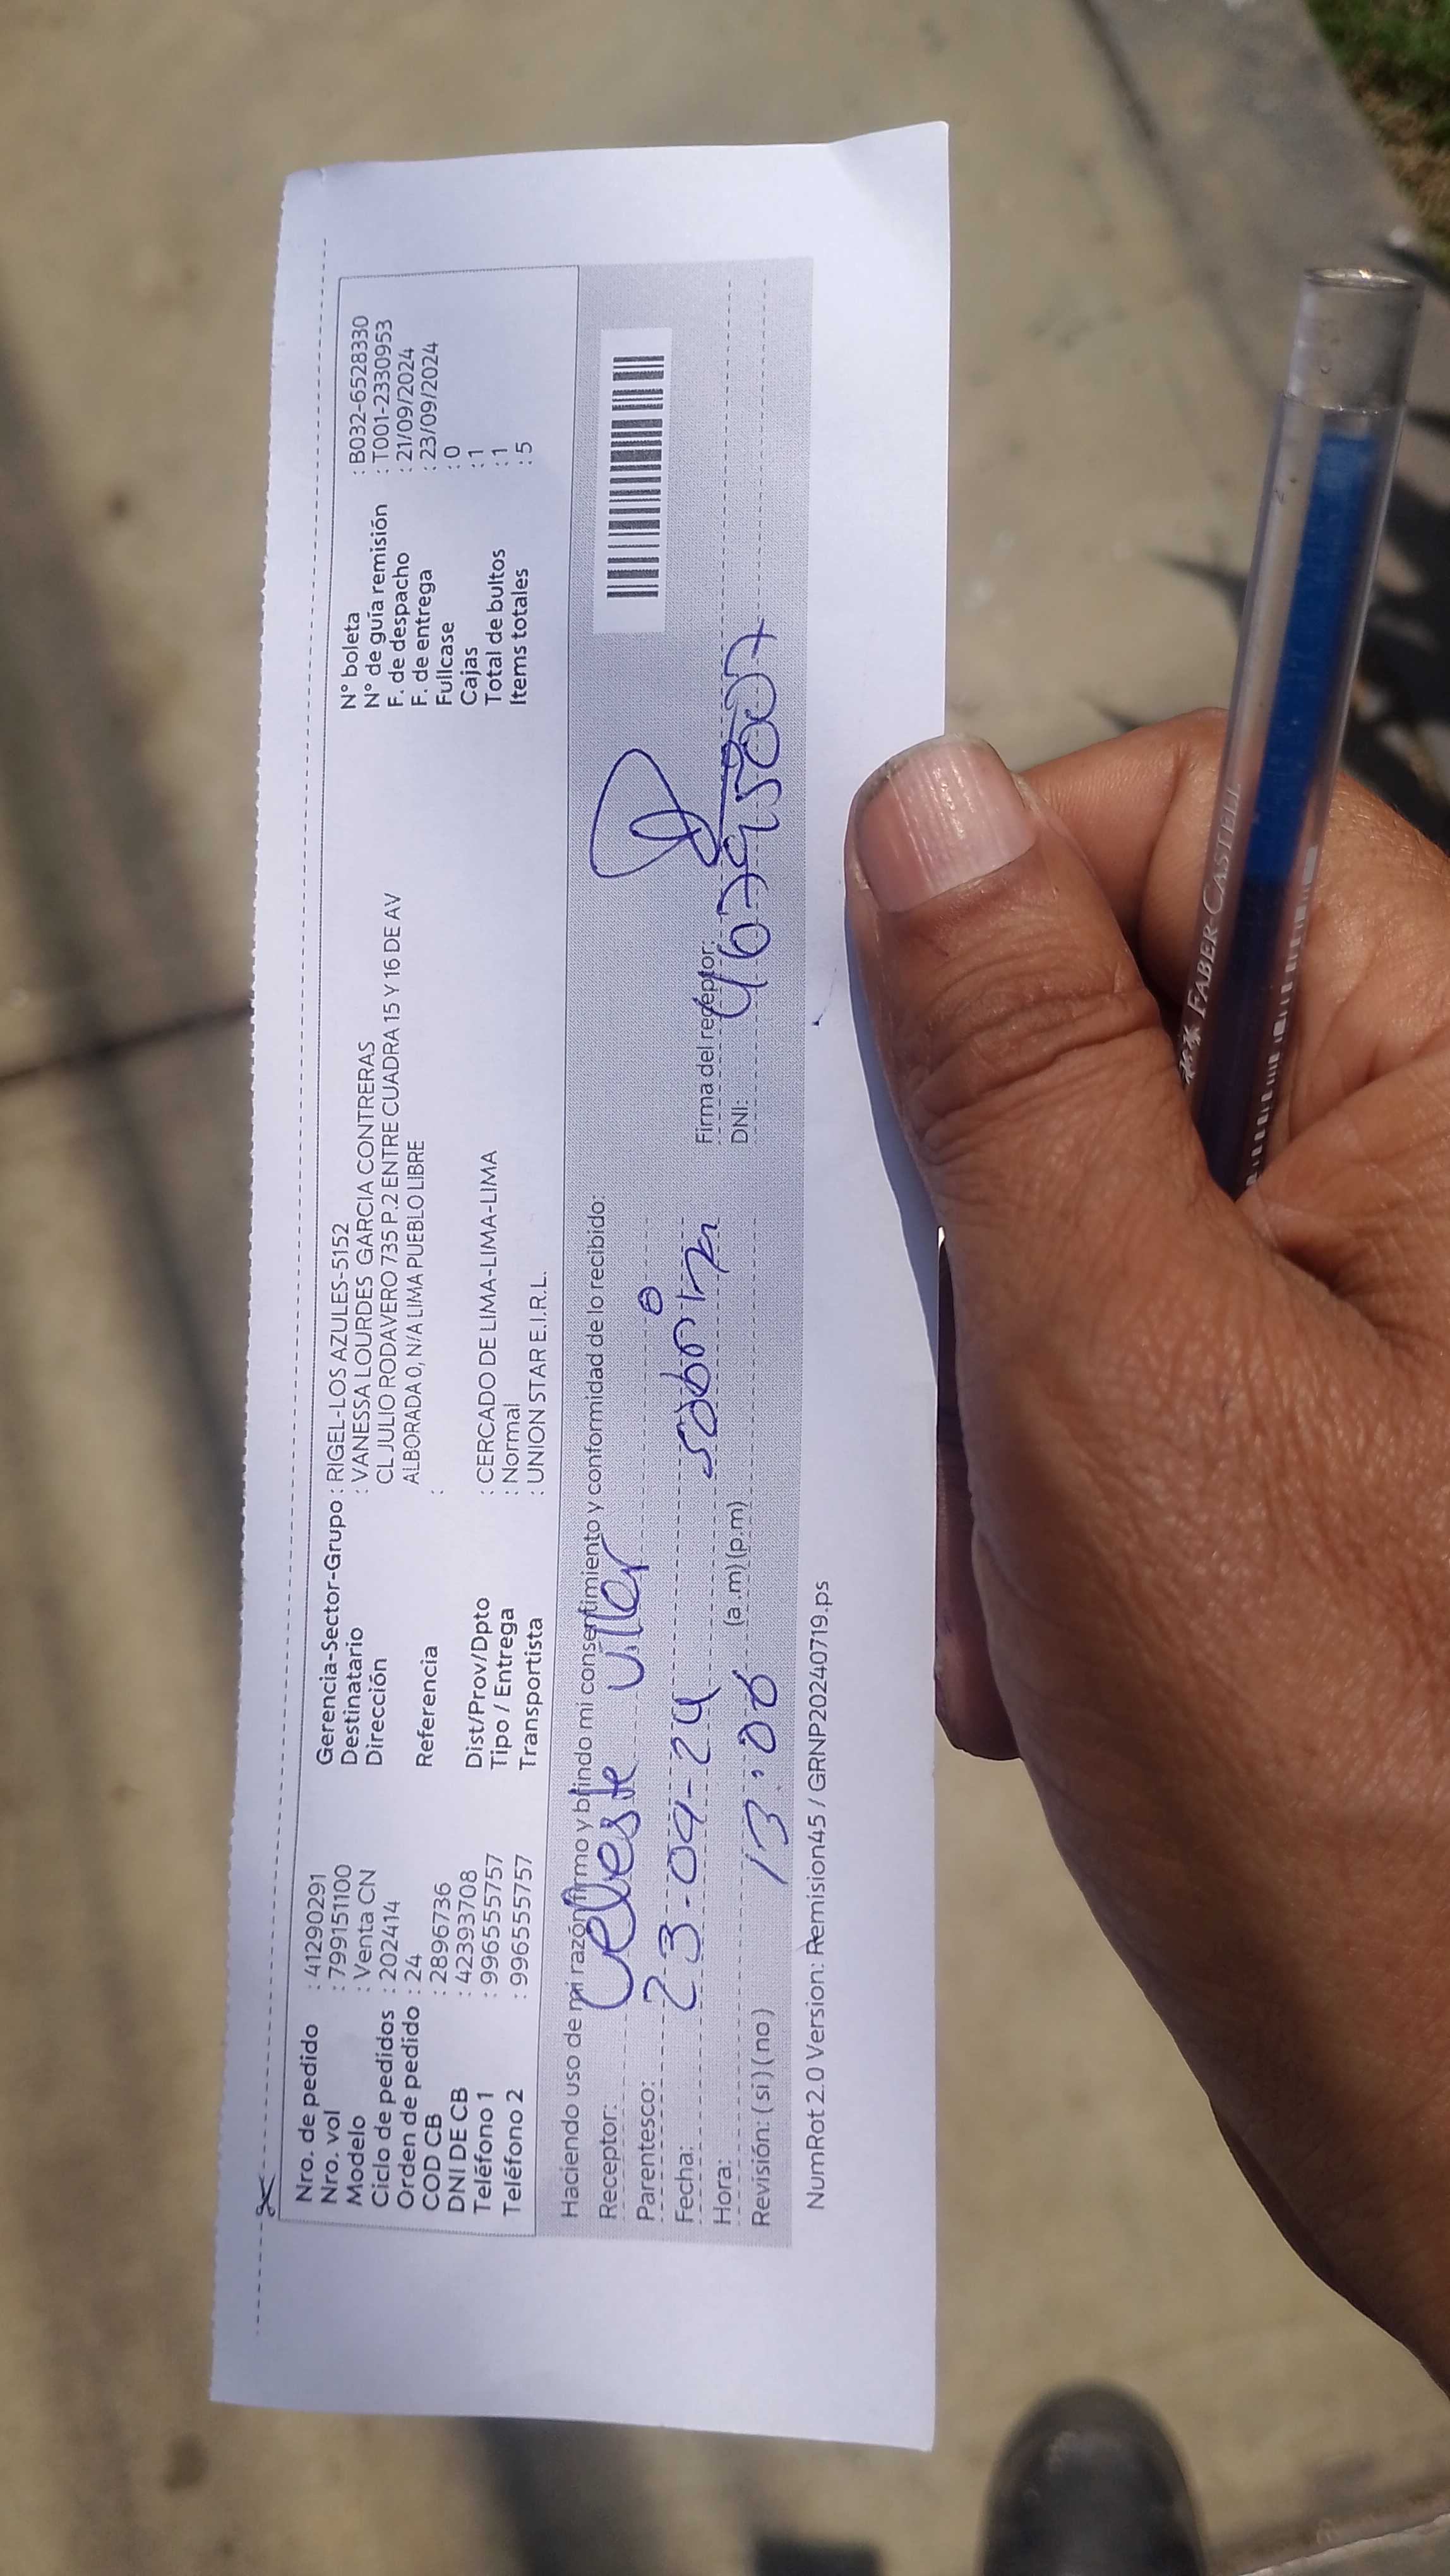 Nro. de pedido : 41290291
Nro. vol : 799151100
Modelo : Venta CN
Ciclo de pedidos : 202414
Orden de pedido : 24
COD CB : 2896736
DNI DE CB : 42393708
Teléfono 1 : 996555757
Teléfono 2 : 996555757
Gerencia-Sector-Grupo : RIGEL-LOS AZULES-5152
Destinatario : VANESSA LOURDES GARCIA CONTRERAS
Dirección CL JULIO RODAVERO 735 P.2 ENTRE CUADRA 15 Y 16 DE AV
ALBORADA 0, N/A LIMA PUEBLO LIBRE
Referencia :
Dist/Prov/Dpto : CERCADO DE LIMA-LIMA-LIMA
Tipo / Entrega : Normal
Transportista : UNION STAR E.I.R.L.
N° boleta : B032-6528330
N° de guía remisión : T001-2330953
F. de despacho : 21/09/2024
F. de entrega : 23/09/2024
Fullcase : 0
Cajas : 1
Total de bultos : 1
Items totales : 5
Haciendo uso de mi razón firmo y brindo mi consentimiento y conformidad de lo recibido:
Receptor: Celeste
Parentesco:
Fecha: 23-09-24
Hora: 13:06 (a.m) (p.m)
Revisión: ( si ) ( no )
sobrin
Firma del receptor:
DNI: 46795007
NumRot 2.0 Version: Remision45 / GRNP20240719.ps
FABER-CASTELL